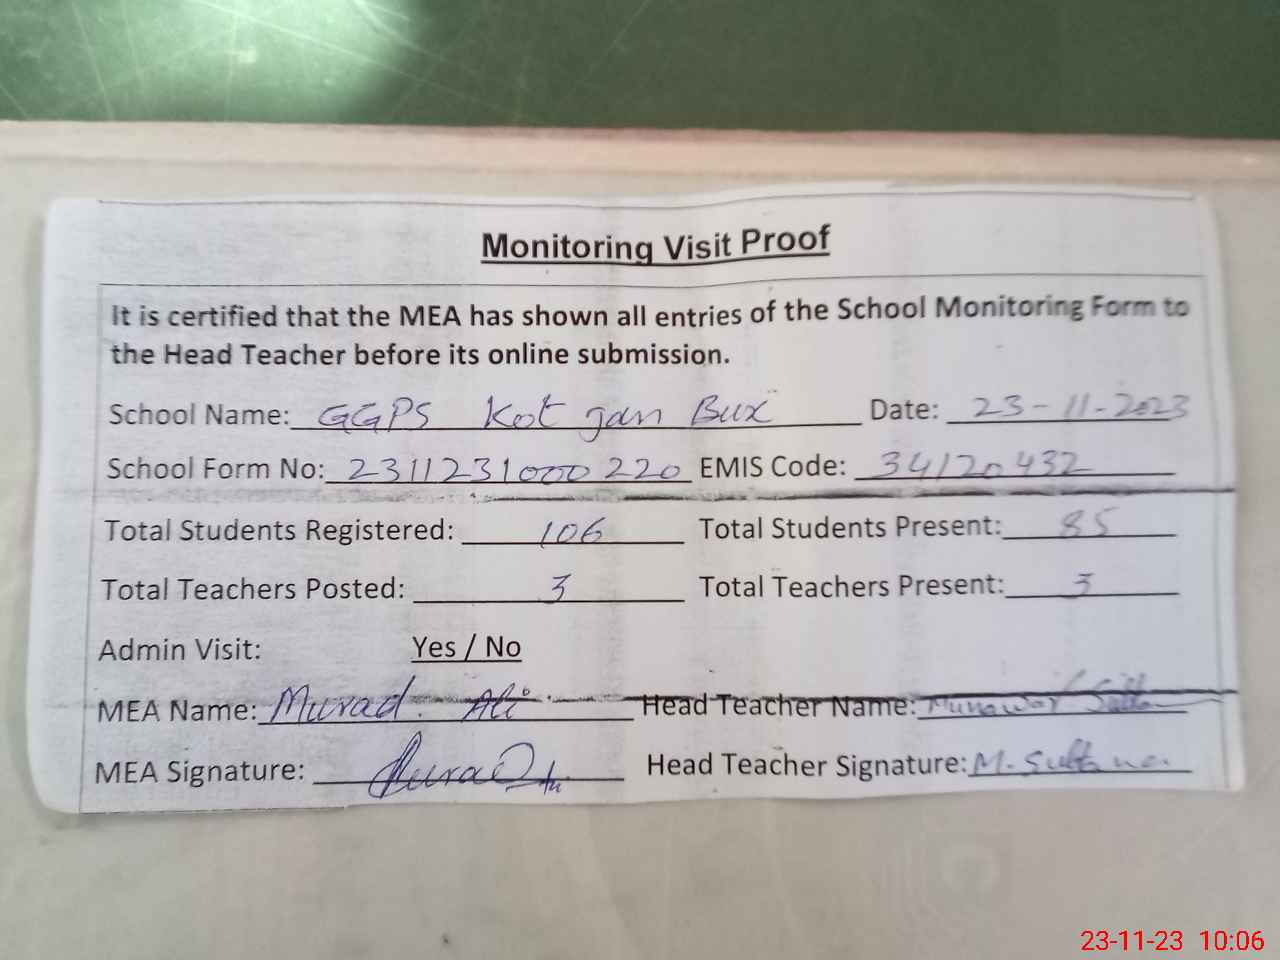 Monitoring Visit Proof
It is certified that the MEA has shown all entries of the School Monitoring Form to
the Head Teacher before its online submission.
School Name: GGPS Kot jan Bux Date: 23-11-2023
School Form No: 2311231000220 EMIS Code: 34120432
Total Students Registered: 106 Total Students Present: 85
Total Teachers Posted: 3 Total Teachers Present: 3
Admin Visit: Yes / No
MEA Name: Murad Ali Head Teacher Name: Munawar
MEA Signature: Head Teacher Signature: M. Sultana.
23-11-23 10:06